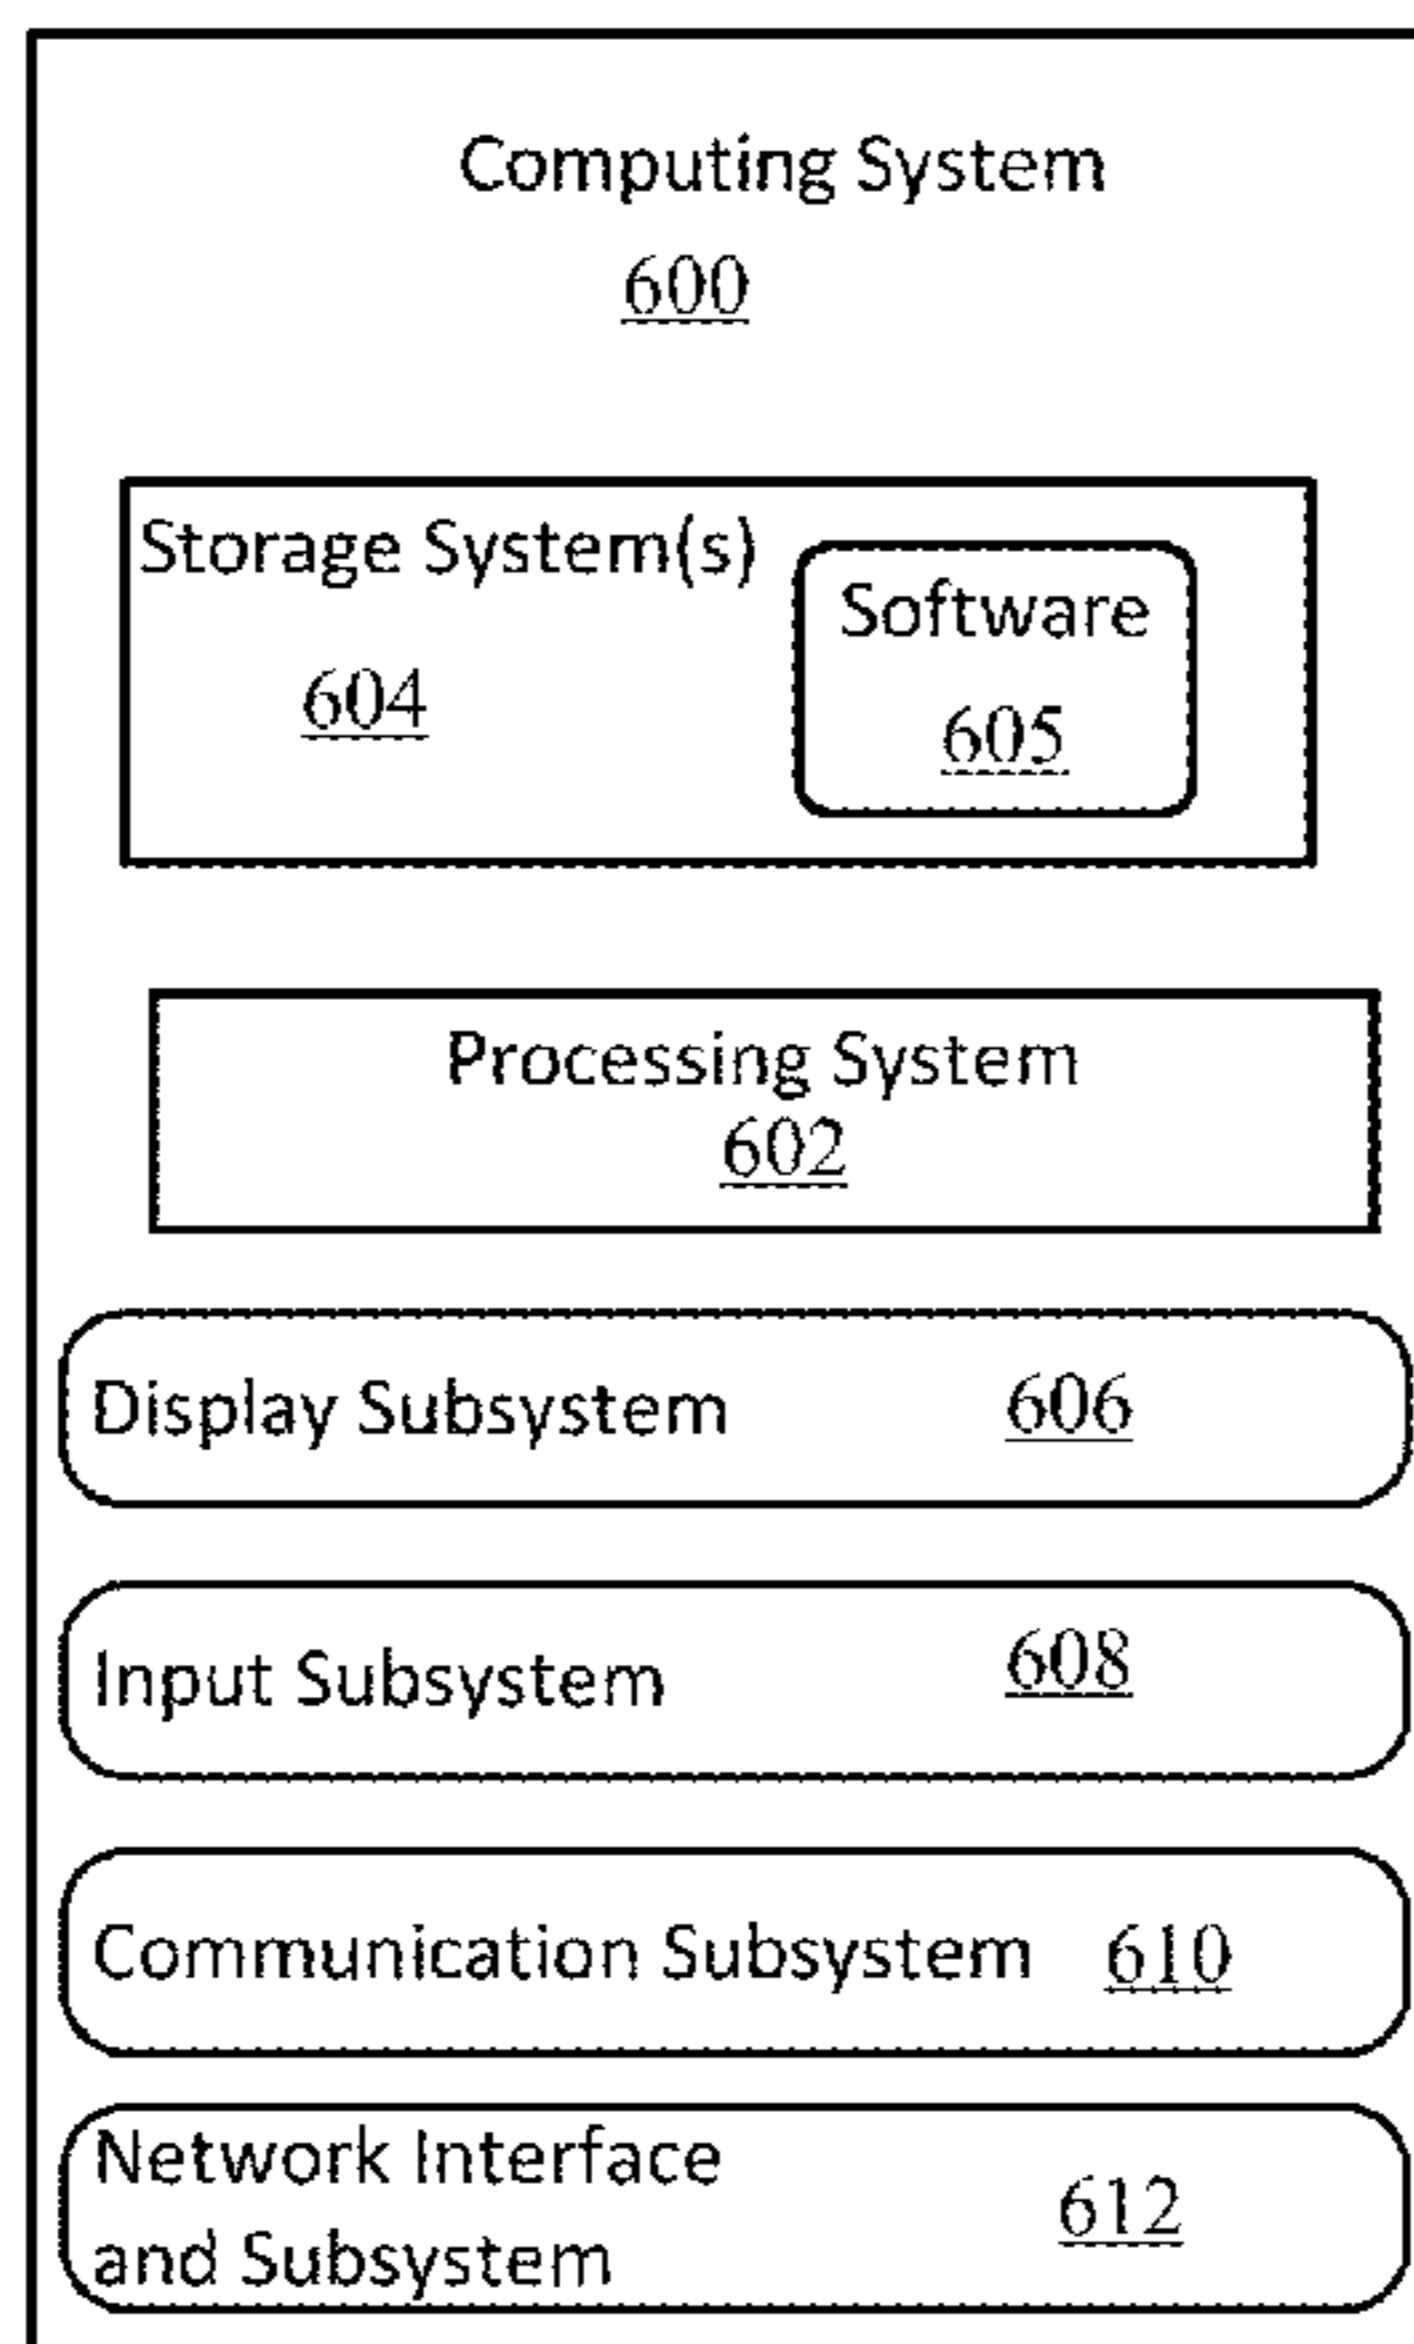 Computing System
600
Storage System(s)
604
Software
605
Processing System
602
Display Subsystem 606
Input Subsystem 608
Communication Subsystem 610
Network Interface
and Subsystem
612